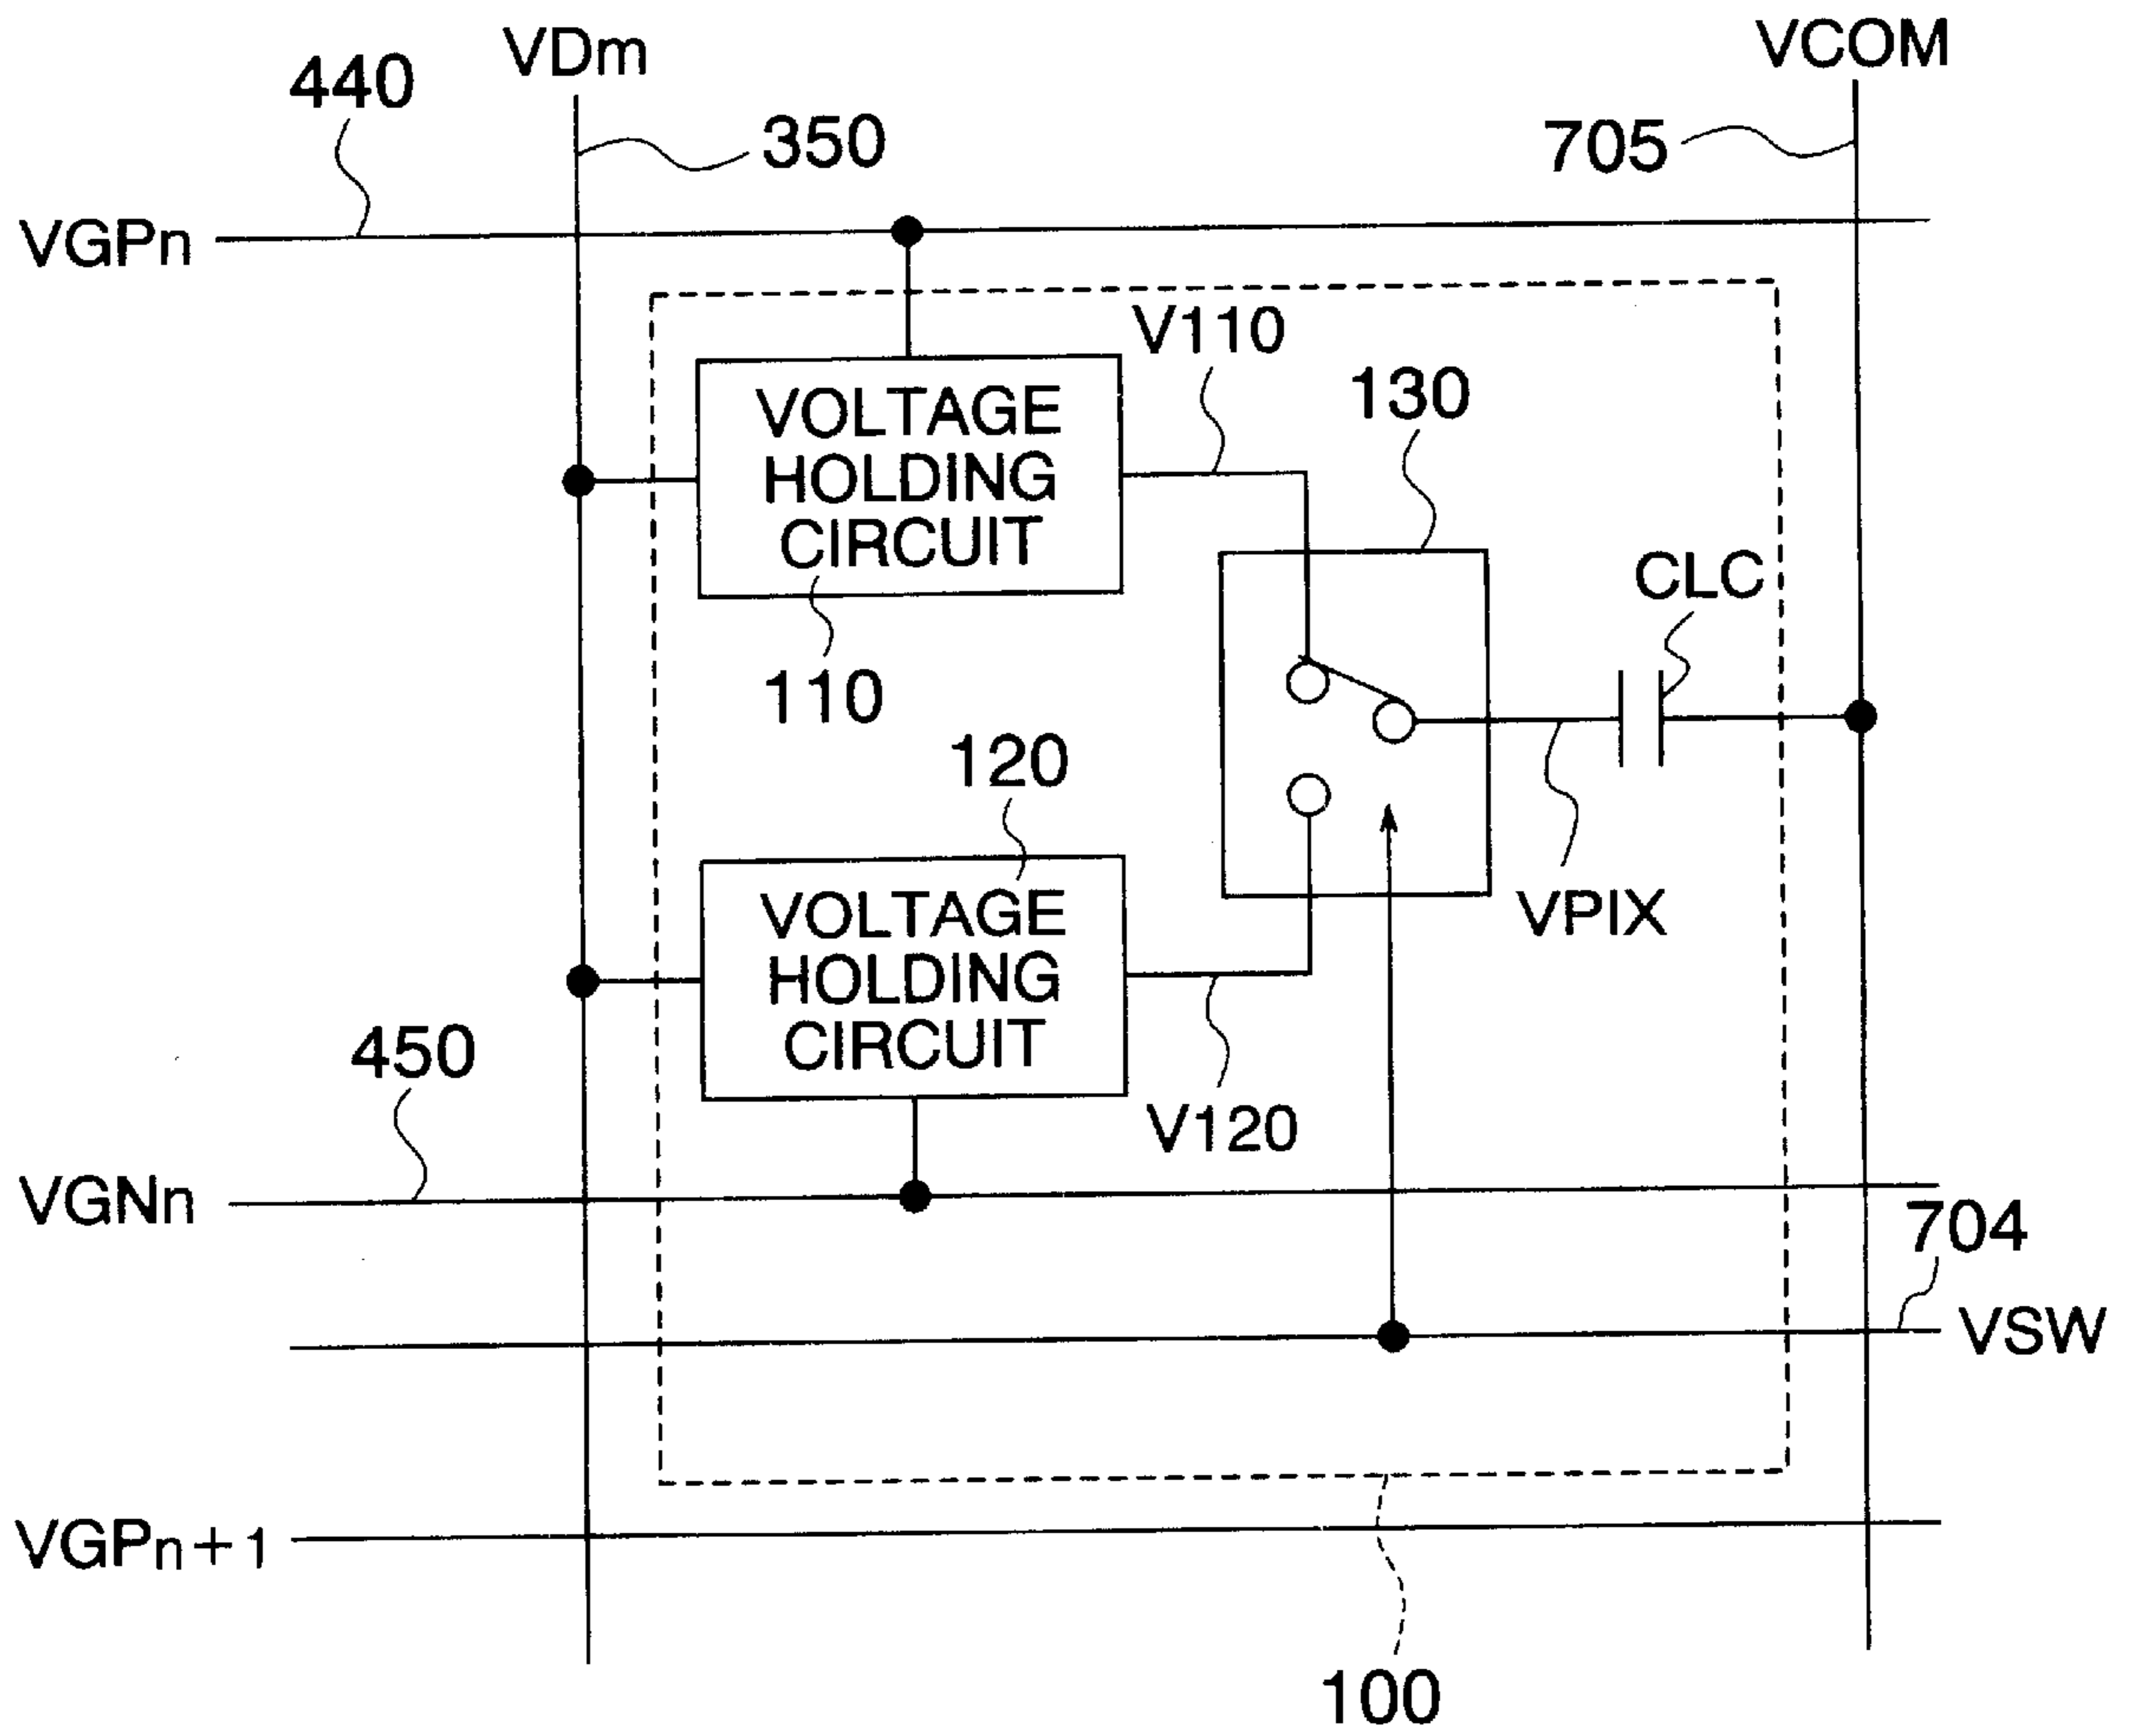 VDm
VCOM
440
350
705
VGPn
V110
130
VOLTAGE
HOLDING
CIRCUIT
CLC
110
120
VOLTAGE
HOLDING
CIRCUIT
VPIX
450
V120
VGNn
704
VSW
VGPn+1
100